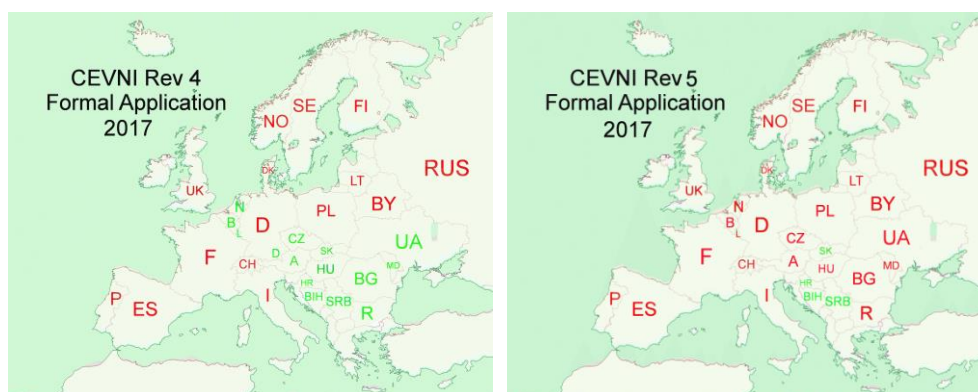 CEVNI Rev 4
Formal Application
2017
SE
NO
FI
DK
RUS
LT
UK
BY
N
B
L
D
PL
CZ
UA
SK
D
A
F
CH
HU
MD
BG
HR
BIH
SRB
I
R
P
ES
CEVNI Rev 5
Formal Application
2017
SE
NO
FI
DK
RUS
LT
UK
BY
N
B
L
D
PL
CZ
UA
SK
A
F
CH
HU
MD
BG
HR
BIH
SRB
I
R
P
ES